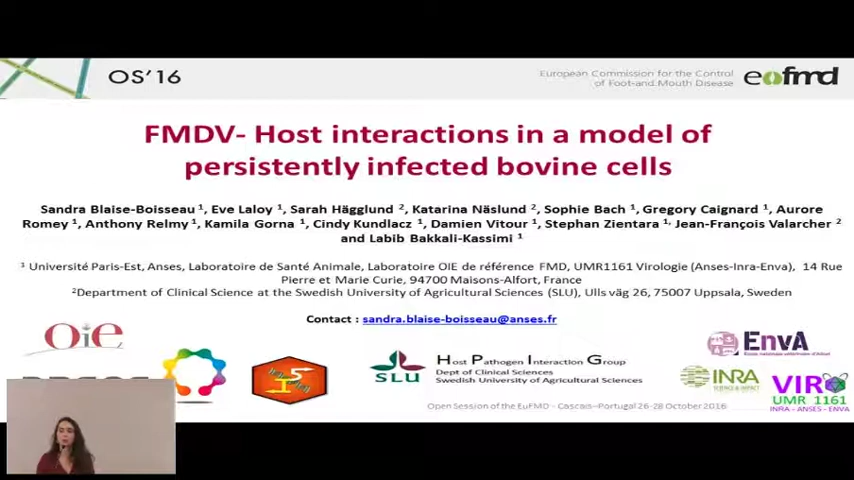 OS'16
European Commission for the Control
of Foot-and-Mouth Disease
eofmd
FMDV- Host interactions in a model of
persistently infected bovine cells
Sandra Blaise-Boisseau 1, Eve Laloy 1, Sarah Hägglund 2, Katarina Näslund 2, Sophie Bach 1, Gregory Caignard 1, Aurore
Romey 1, Anthony Relmy 1, Kamila Gorna 1, Cindy Kundlacz 1, Damien Vitour 1, Stephan Zientara 1, Jean-François Valarcher 2
and Labib Bakkali-Kassimi 1
1 Université Paris-Est, Anses, Laboratoire de Santé Animale, Laboratoire OIE de référence FMD, UMR1161 Virologie (Anses-Inra-Enva), 14 Rue
Pierre et Marie Curie, 94700 Maisons-Alfort, France
2Department of Clinical Science at the Swedish University of Agricultural Sciences (SLU), Ulls väg 26, 75007 Uppsala, Sweden
Contact : sandra.blaise-boisseau@anses.fr
OiE
SLU
Host Pathogen Interaction Group
Dept of Clinical Sciences
Swedish University of Agricultural Sciences
EnvA
INRA
SCIENCE & IMPACT
VIRO
UMR 1161
INRA - ANSES - ENVA
Open Session of the EuFMD - Cascais–Portugal 26-28 October 2016